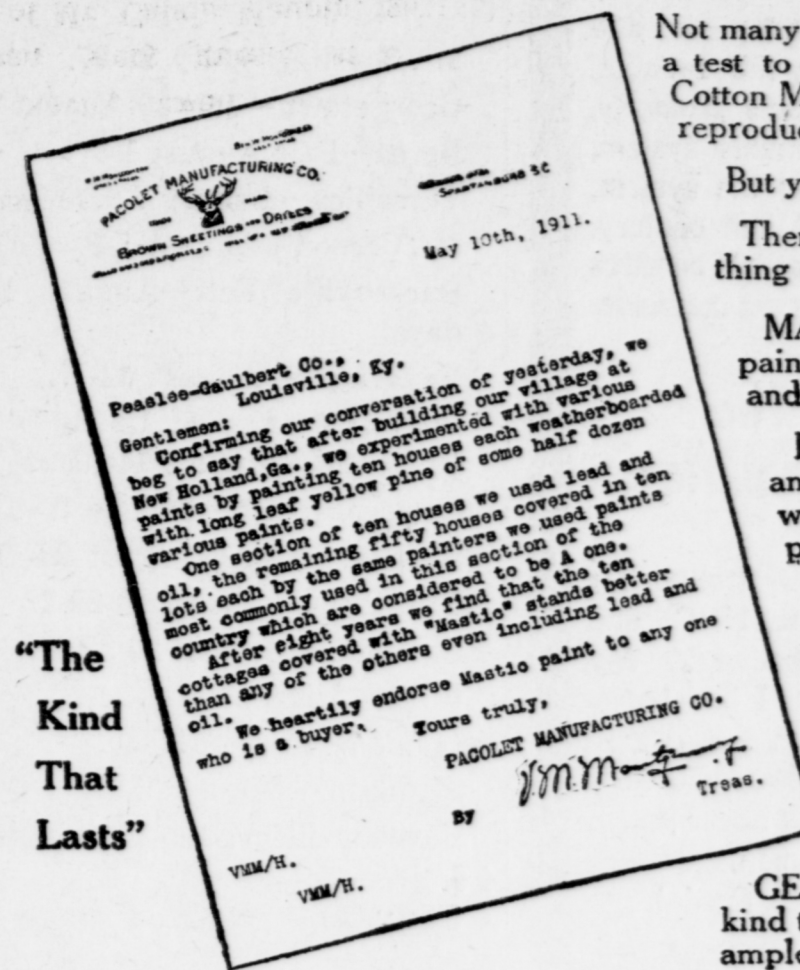 Not many
a test to
Cotton M
reprodu
But y
Ther
thing
MA
pain
and
an
w
P
PACOLET MANUFACTURING CO.
BROWN SHEETINGS AND DRILLS
SPARTANBURG SC
May 10th, 1911.
Peaslee-Gaulbert Co.,
Louisville, Ky.
Gentlemen:
Confirming our conversation of yesterday, we
beg to say that after building our village at
New Holland, Ga., we experimented with various
paints by painting ten houses each weatherboarded
with long leaf yellow pine of some half dozen
various paints.
One section of ten houses we used lead and
oil, the remaining fifty houses covered in ten
lots each by the same painters we used paints
most commonly used in this section of the
country which are considered to be A one.
After eight years we find that the ten
cottages covered with "Mastic" stands better
than any of the others even including lead and
oil.
We heartily endorse Mastic paint to any one
who is a buyer.
Yours truly,
PACOLET MANUFACTURING CO.
By
Treas.
VMM/H.
VMM/H.
“The
Kind
That
Lasts”
GE
kind t
ample